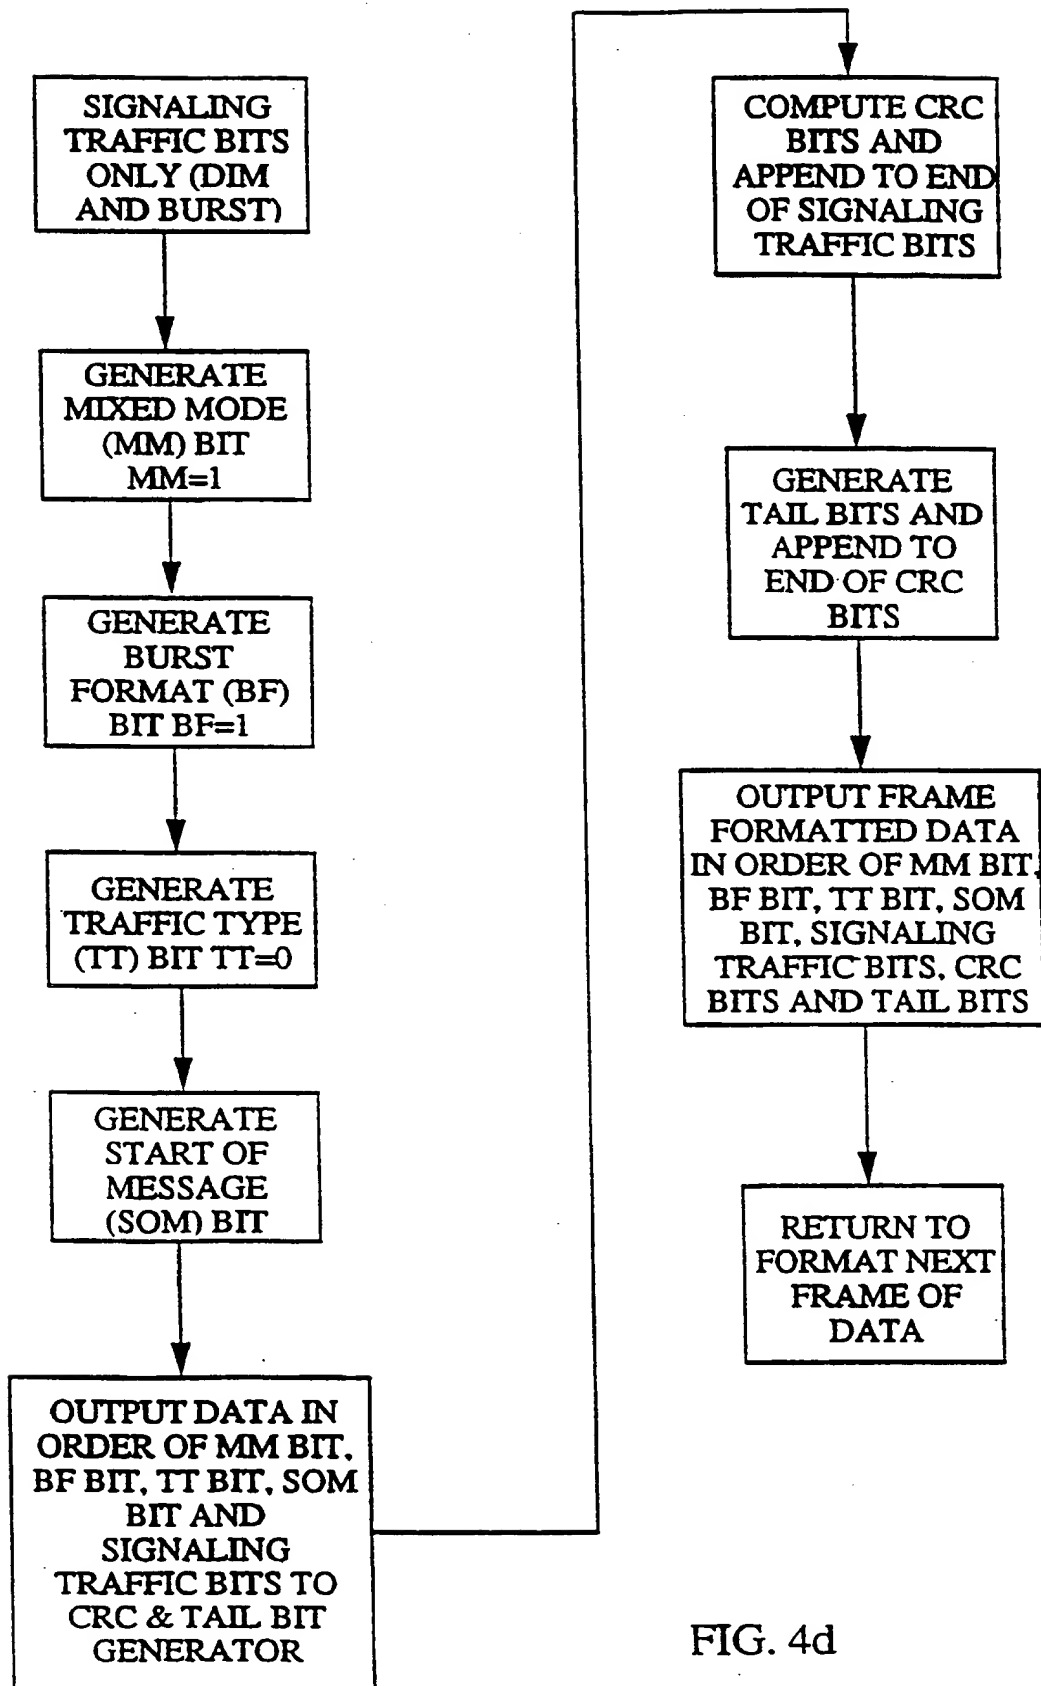 SIGNALING
TRAFFIC BITS
ONLY (DIM
AND BURST)
GENERATE
MIXED MODE
(MM) BIT
MM=1
GENERATE
BURST
FORMAT (BF)
BIT BF=1
GENERATE
TRAFFIC TYPE
(TT) BIT TT=0
GENERATE
START OF
MESSAGE
(SOM) BIT
OUTPUT DATA IN
ORDER OF MM BIT,
BF BIT, TT BIT, SOM
BIT AND
SIGNALING
TRAFFIC BITS TO
CRC & TAIL BIT
GENERATOR
COMPUTE CRC
BITS AND
APPEND TO END
OF SIGNALING
TRAFFIC BITS
GENERATE
TAIL BITS AND
APPEND TO
END OF CRC
BITS
OUTPUT FRAME
FORMATTED DATA
IN ORDER OF MM BIT,
BF BIT, TT BIT, SOM
BIT, SIGNALING
TRAFFIC BITS, CRC
BITS AND TAIL BITS
RETURN TO
FORMAT NEXT
FRAME OF
DATA
FIG. 4d